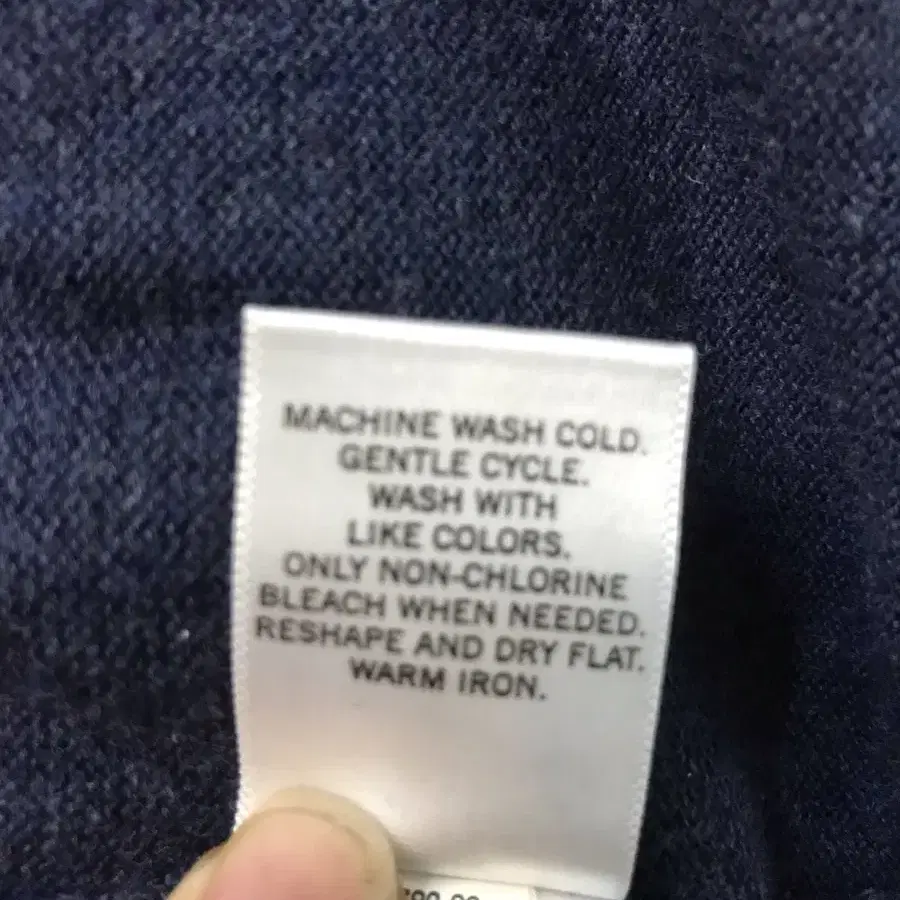 MACHINE WASH COLD.
GENTLE CYCLE.
WASH WITH
LIKE COLORS.
ONLY NON-CHLORINE
BLEACH WHEN NEEDED.
RESHAPE AND DRY FLAT.
WARM IRON.